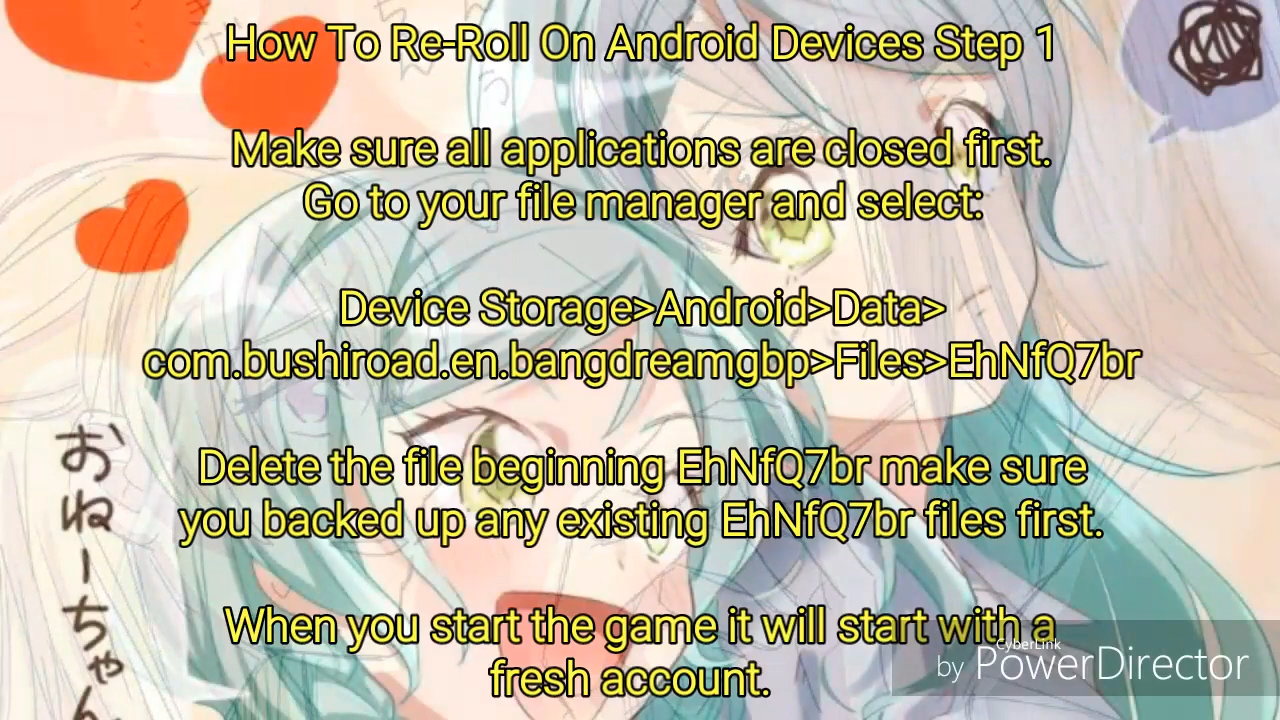 How To Re-Roll On Android Devices Step 1
Make sure all applications are closed first.
Go to your file manager and select:
Device Storage>Android>Data>
com.bushiroad.en.bangdreamgbp>Files>EhNfQ7br
Delete the file beginning EhNfQ7br make sure
you backed up any existing EhNfQ7br files first.
When you start the game it will start with a
fresh account.
おねーちゃん
by CyberLink PowerDirector